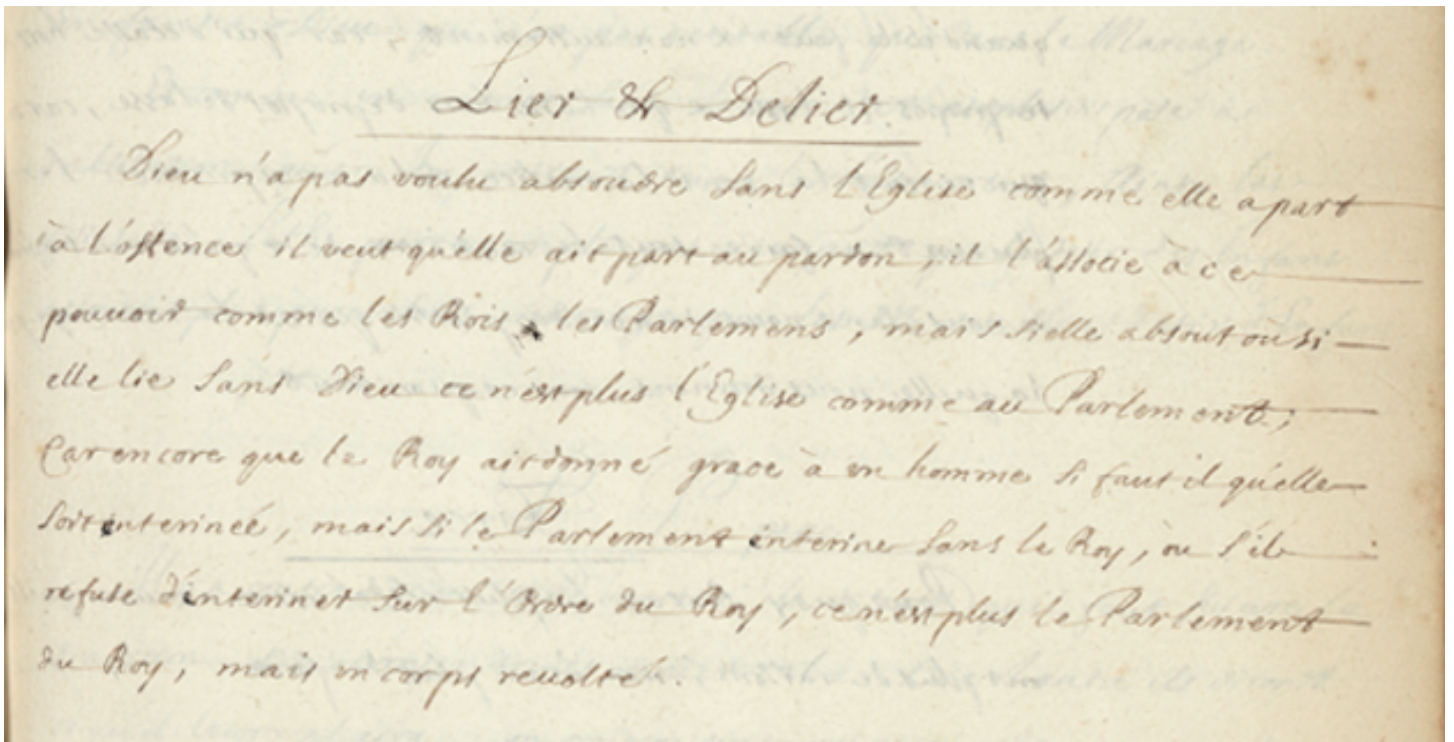 Lier & Delier.
Dieu n'a pas voulu absoudre sans l'Eglise comme elle a part
à l'offence il veut qu'elle ait part au pardon, il l'associe à ce
pouvoir comme les Rois les Parlemens, mais si elle absout ou si
elle lie sans Dieu ce n'est plus l'Eglise comme au Parlement;
Car encore que le Roy ait donné grace à un homme si faut il qu'elle
soit enterineé, mais si le Parlement enterine sans le Roy, ou s'il
refuse d'enteriner sur l'Ordre du Roy, ce n'est plus le Parlement
du Roy, mais un corps revolté.